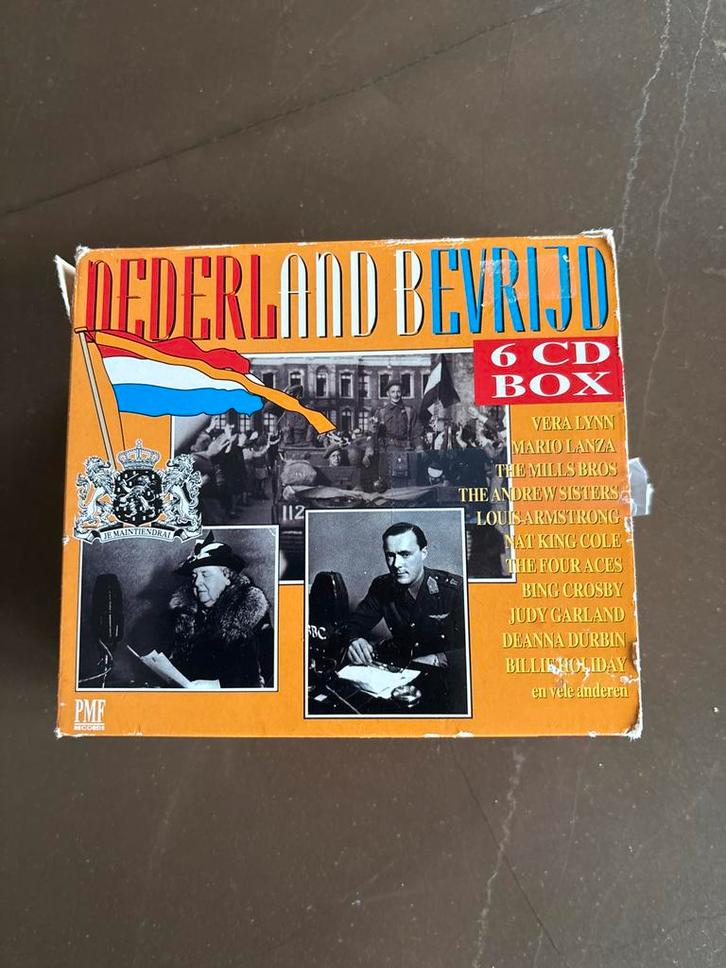 NEDERLAND BEVRIJD
6 CD
BOX
VERA LYNN
MARIO LANZA
THE MILLS BROS
THE ANDREW SISTERS
LOUIS ARMSTRONG
NAT KING COLE
THE FOUR ACES
BING CROSBY
JUDY GARLAND
DEANNA DURBIN
BILLIE HOLIDAY
en vele anderen
112
JE MAINTIENDRAI
BBC
PMF
RECORDS